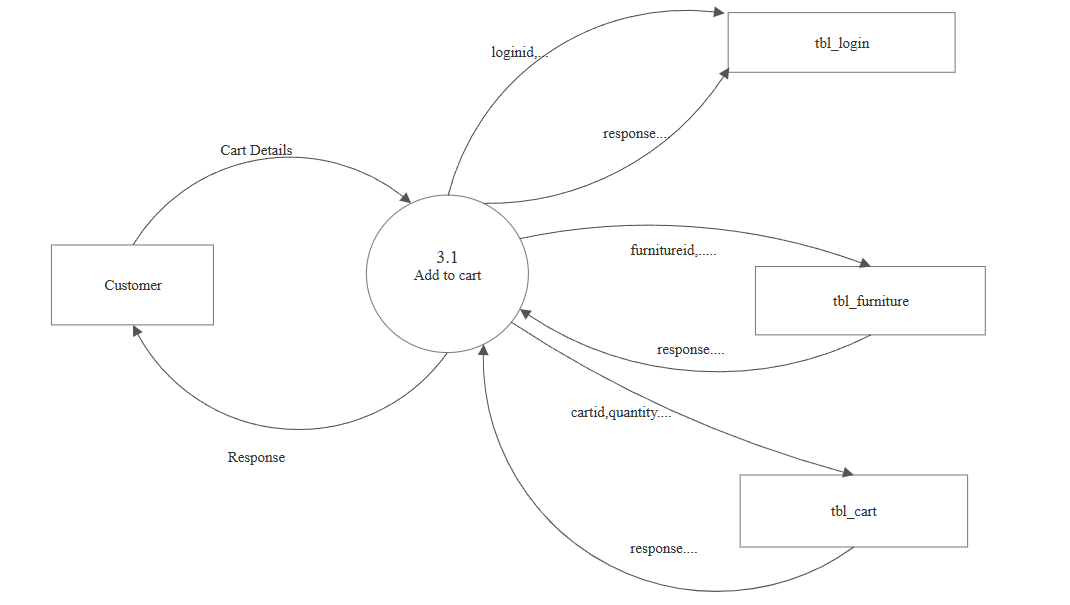 loginid,...
tbl_login
response....
Cart Details
3.1
Add to cart
furnitureid,.....
Customer
tbl_furniture
response....
cartid,quantity....
Response
tbl_cart
response....